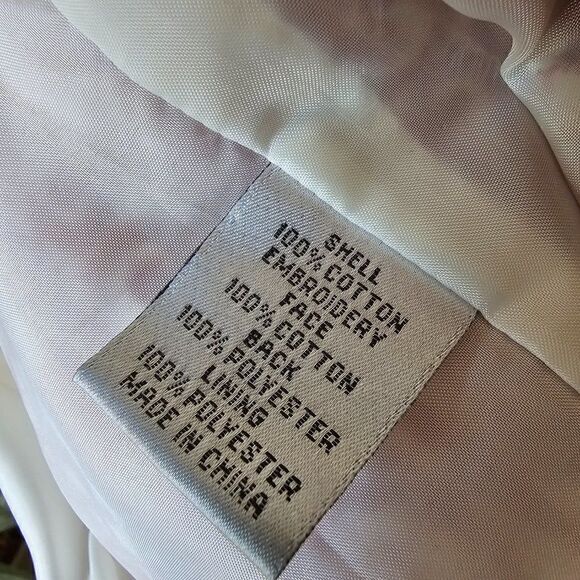 SHELL
100% COTTON
EMBROIDERY
FACE
100% COTTON
BACK
100% POLYESTER
LINING
100% POLYESTER
MADE IN CHINA